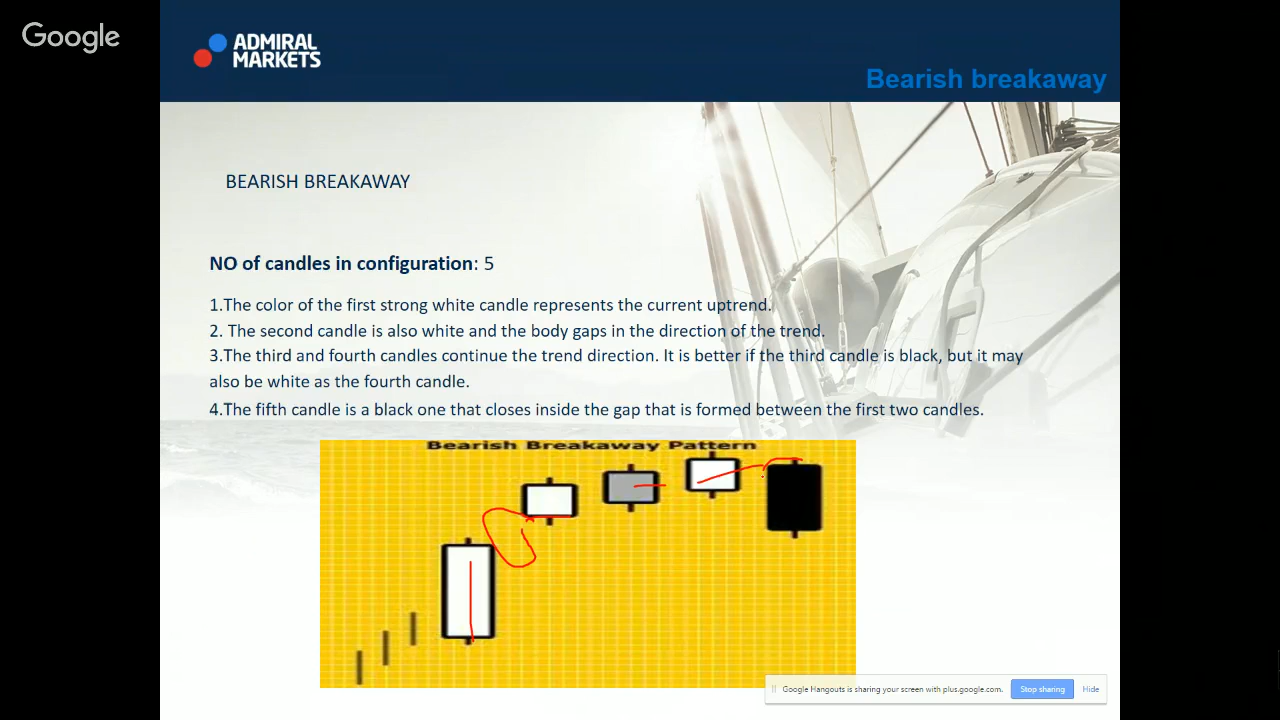 Google
ADMIRAL
MARKETS
Bearish breakaway
BEARISH BREAKAWAY
NO of candles in configuration: 5
1.The color of the first strong white candle represents the current uptrend.
2. The second candle is also white and the body gaps in the direction of the trend.
3.The third and fourth candles continue the trend direction. It is better if the third candle is black, but it may
also be white as the fourth candle.
4.The fifth candle is a black one that closes inside the gap that is formed between the first two candles.
Bearish Breakaway Pattern
Google Hangouts is sharing your screen with plus.google.com.
Stop sharing
Hide